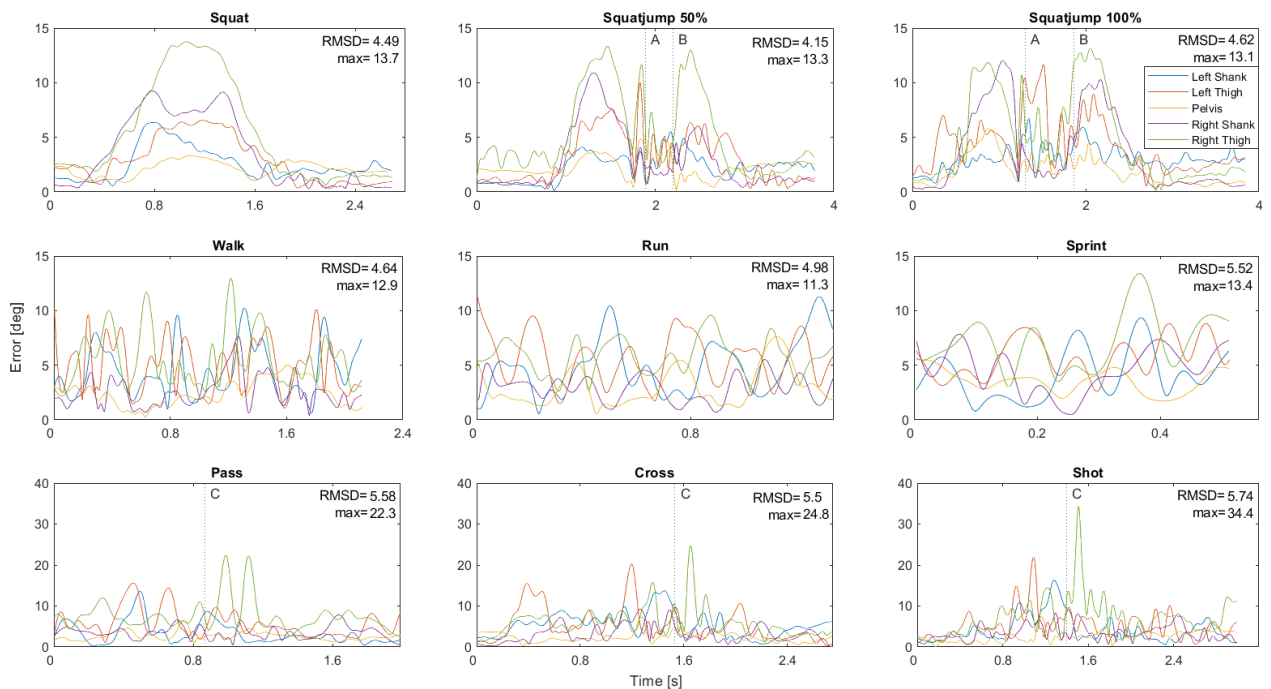 Squat
Squatjump 50%
Squatjump 100%
15
10
5
0
RMSD= 4.49
max= 13.7
0 0.8 1.6 2.4
15
10
5
0
A
B
RMSD= 4.15
max= 13.3
0 2 4
15
10
5
0
A
B
RMSD= 4.62
max= 13.1
Left Shank
Left Thigh
Pelvis
Right Shank
Right Thigh
0 2 4
Walk
Run
Sprint
Error [deg]
15
10
5
0
RMSD= 4.64
max= 12.9
0 0.8 1.6 2.4
15
10
5
0
RMSD= 4.98
max= 11.3
0 0.8
15
10
5
0
RMSD= 5.52
max= 13.4
0 0.2 0.4
Pass
Cross
Shot
40
30
20
10
0
C
RMSD= 5.58
max= 22.3
0 0.8 1.6
40
30
20
10
0
C
RMSD= 5.5
max= 24.8
0 0.8 1.6 2.4
40
30
20
10
0
C
RMSD= 5.74
max= 34.4
0 0.8 1.6 2.4
Time [s]